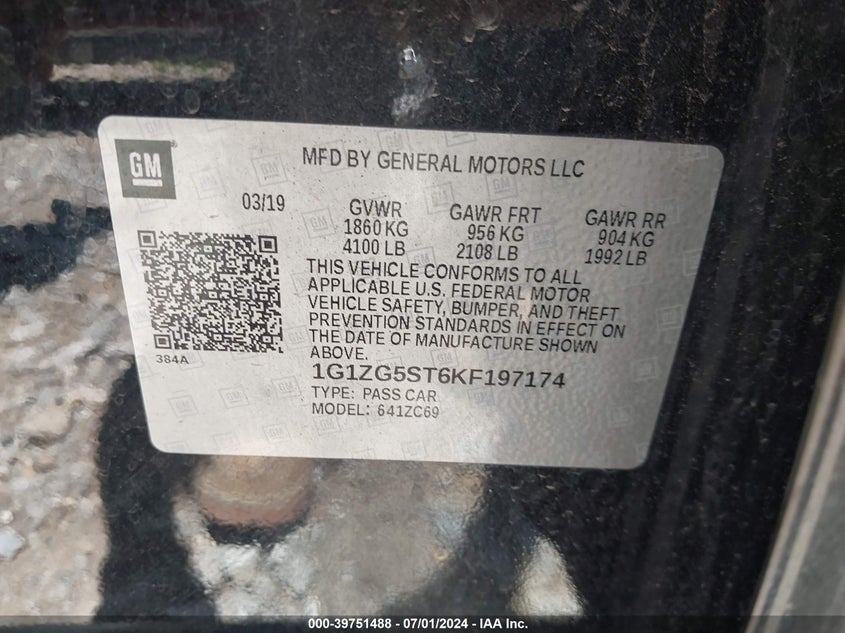 GM
MFD BY GENERAL MOTORS LLC
03/19
GVWR
1860 KG
4100 LB
GAWR FRT
956 KG
2108 LB
GAWR RR
904 KG
1992 LB
THIS VEHICLE CONFORMS TO ALL
APPLICABLE U.S. FEDERAL MOTOR
VEHICLE SAFETY, BUMPER, AND THEFT
PREVENTION STANDARDS IN EFFECT ON
THE DATE OF MANUFACTURE SHOWN
ABOVE.
384A
1G1ZG5ST6KF197174
TYPE: PASS CAR
MODEL: 641ZC69
000-39751488 - 07/01/2024 - IAA Inc.